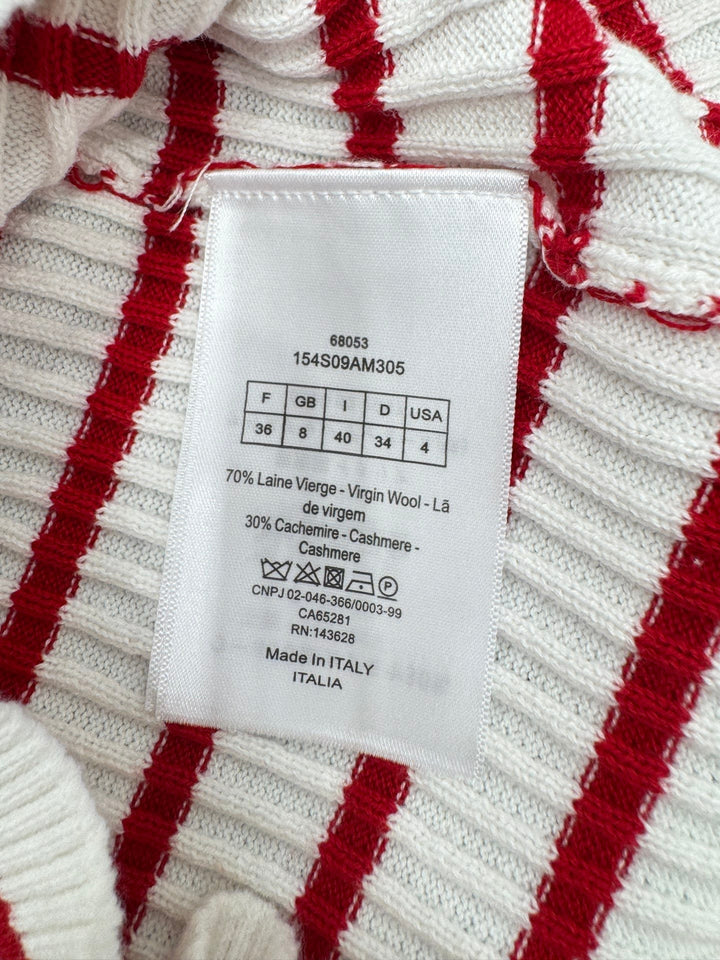 68053
154S09AM305
F GB I D USA
36 8 40 34 4
70% Laine Vierge - Virgin Wool - Lã
de virgem
30% Cachemire - Cashmere -
Cashmere
P
CNPJ 02-046-366/0003-99
CA65281
RN:143628
Made In ITALY
ITALIA